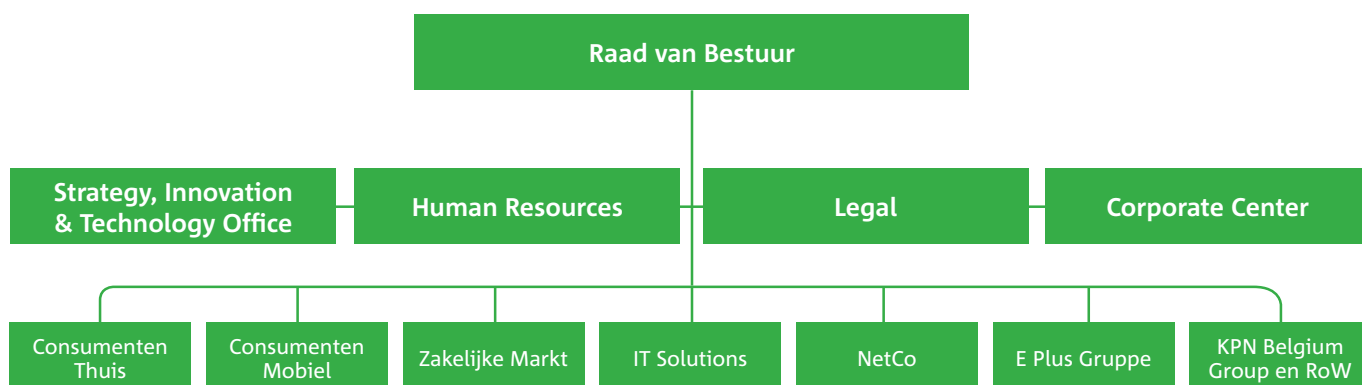 Raad van Bestuur
Strategy, Innovation
& Technology Office
Human Resources
Legal
Corporate Center
Consumenten
Thuis
Consumenten
Mobiel
Zakelijke Markt
IT Solutions
NetCo
E Plus Gruppe
KPN Belgium
Group en RoW